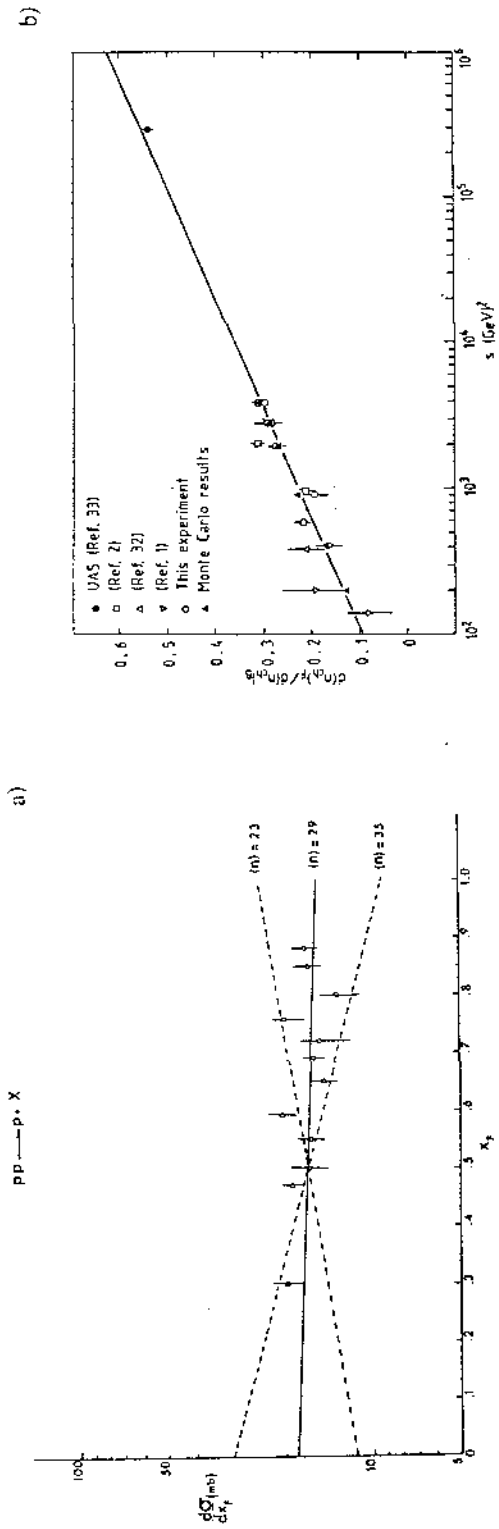 a)
pp → p + X
dσ/dx_F (mb)
100
50
10
5
⟨n⟩ = 23
⟨n⟩ = 29
⟨n⟩ = 35
0 .1 .2 .3 .4 .5 .6 .7 .8 .9 1.0
x_F
b)
d⟨n_ch⟩_F / d⟨n_ch⟩
0.6
0.5
0.4
0.3
0.2
0.1
● UA5 (Ref. 33)
□ (Ref. 2)
△ (Ref. 32)
▽ (Ref. 1)
○ This experiment
▲ Monte Carlo results
10² 10³ 10⁴ 10⁵ 10⁶
s (GeV)²